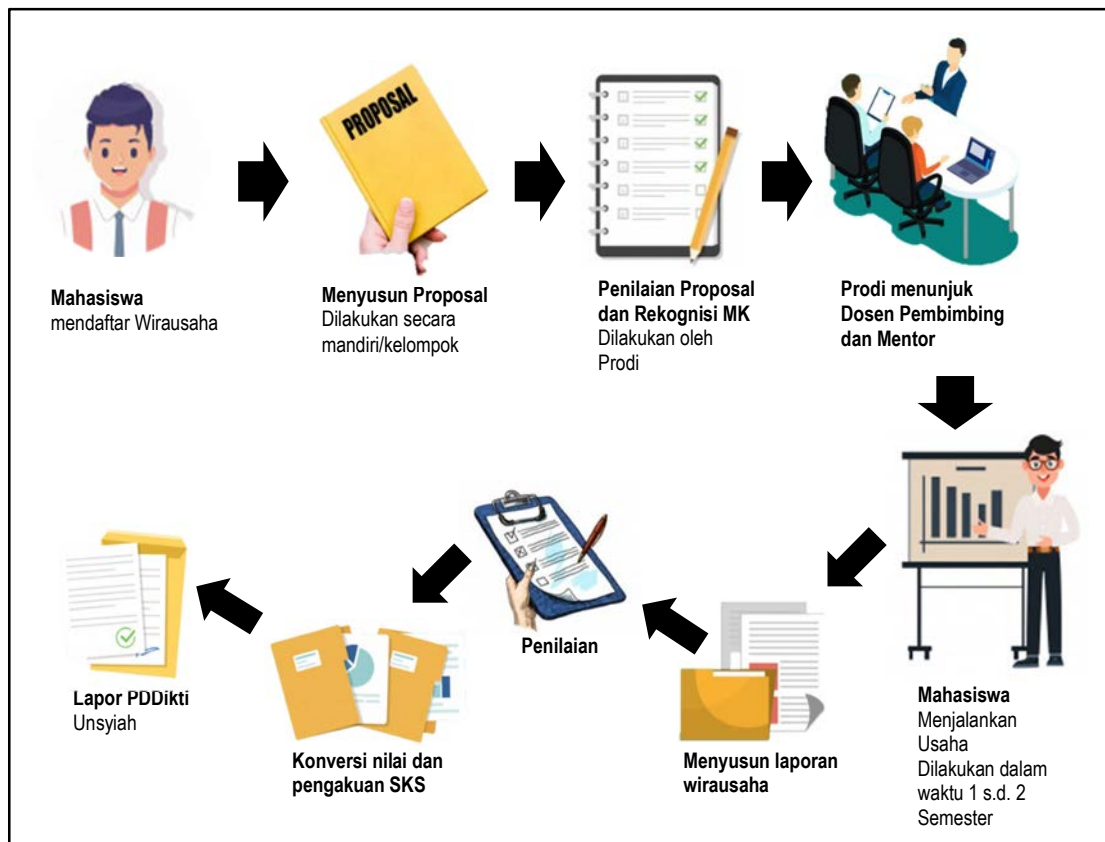 PROPOSAL
Mahasiswa
mendaftar Wirausaha
Menyusun Proposal
Dilakukan secara
mandiri/kelompok
Penilaian Proposal
dan Rekognisi MK
Dilakukan oleh
Prodi
Prodi menunjuk
Dosen Pembimbing
dan Mentor
Mahasiswa
Menjalankan
Usaha
Dilakukan dalam
waktu 1 s.d. 2
Semester
Menyusun laporan
wirausaha
Penilaian
Konversi nilai dan
pengakuan SKS
Lapor PDDikti
Unsyiah